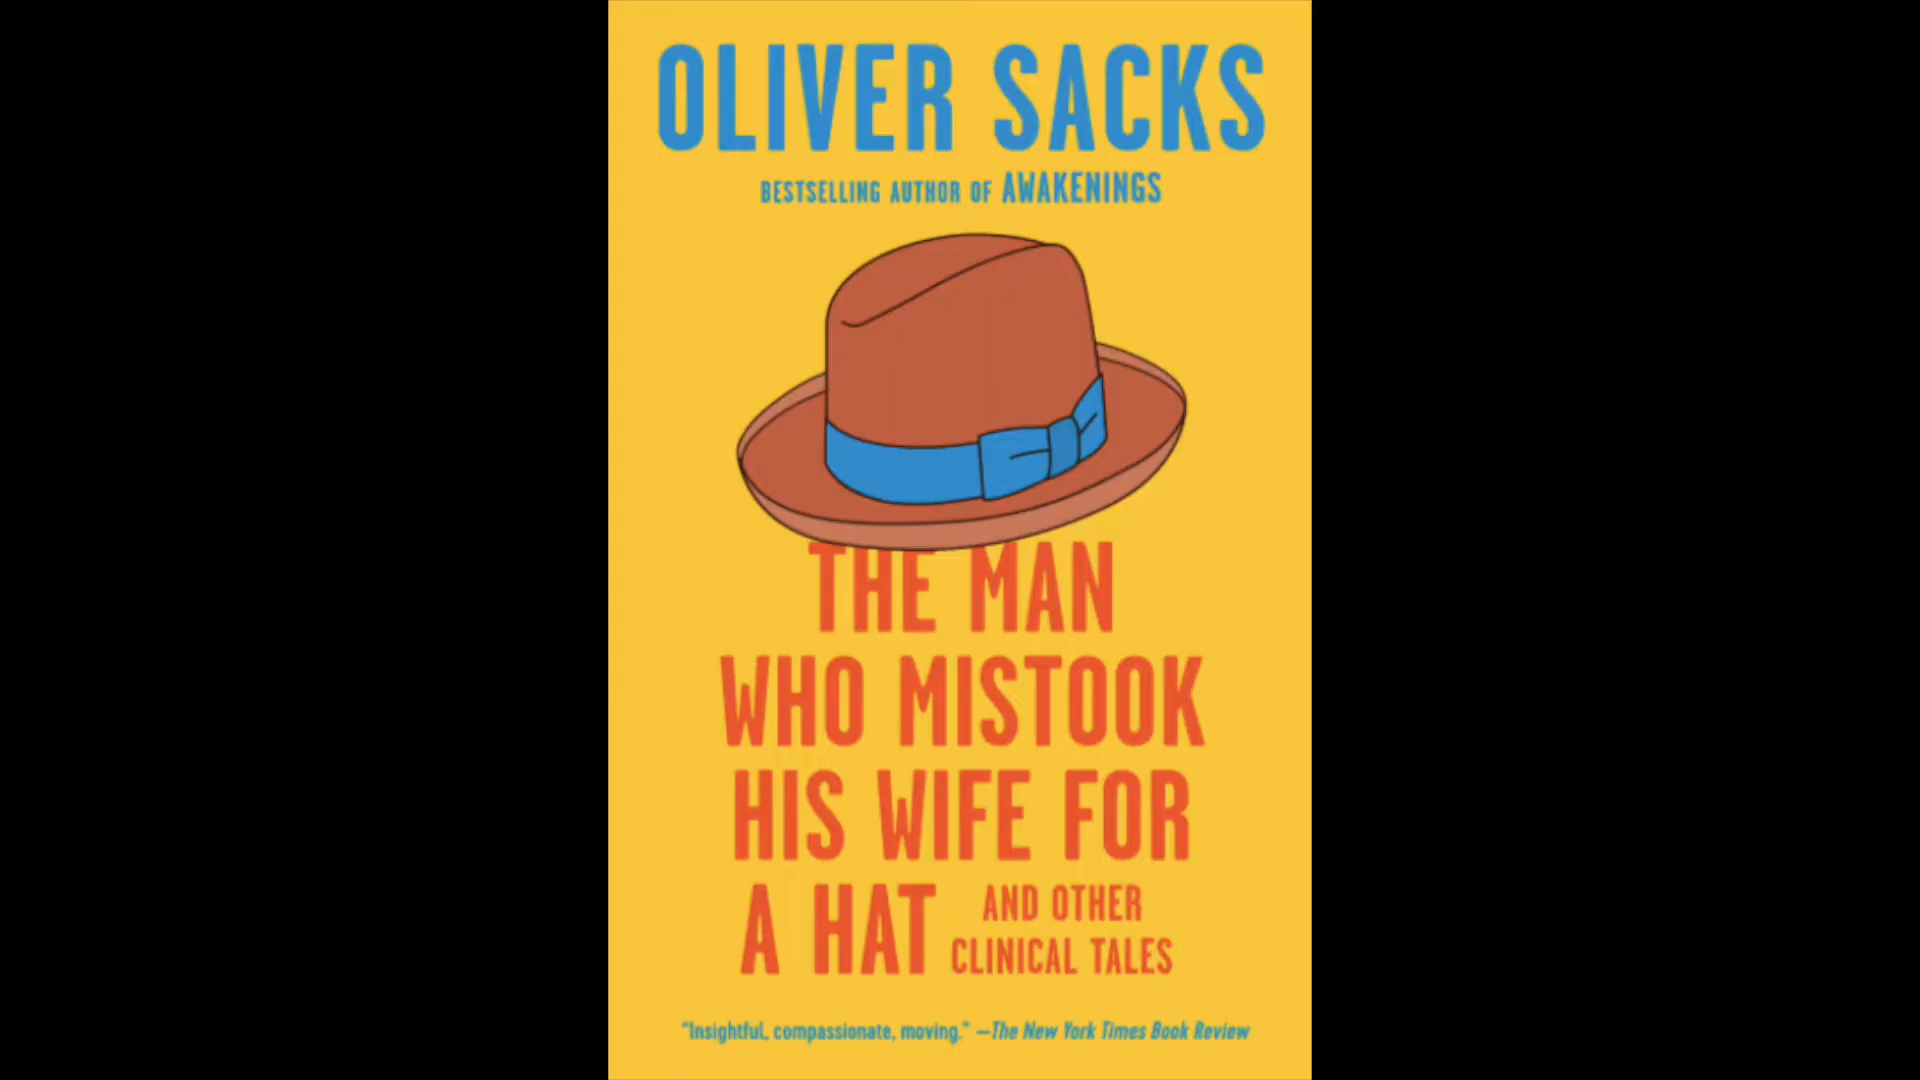 OLIVER SACKS
BESTSELLING AUTHOR OF AWAKENINGS
THE MAN
WHO MISTOOK
HIS WIFE FOR
A HAT AND OTHER
CLINICAL TALES
"Insightful, compassionate, moving." —The New York Times Book Review